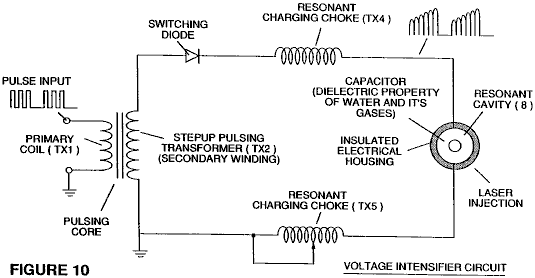 SWITCHING
DIODE
RESONANT
CHARGING CHOKE (TX4)
PULSE INPUT
CAPACITOR
(DIELECTRIC PROPERTY
OF WATER AND IT'S
GASES)
RESONANT
CAVITY (8)
PRIMARY
COIL (TX1)
STEPUP PULSING
TRANSFORMER (TX2)
(SECONDARY WINDING)
INSULATED
ELECTRICAL
HOUSING
LASER
INJECTION
RESONANT
CHARGING CHOKE (TX5)
PULSING
CORE
FIGURE 10
VOLTAGE INTENSIFIER CIRCUIT